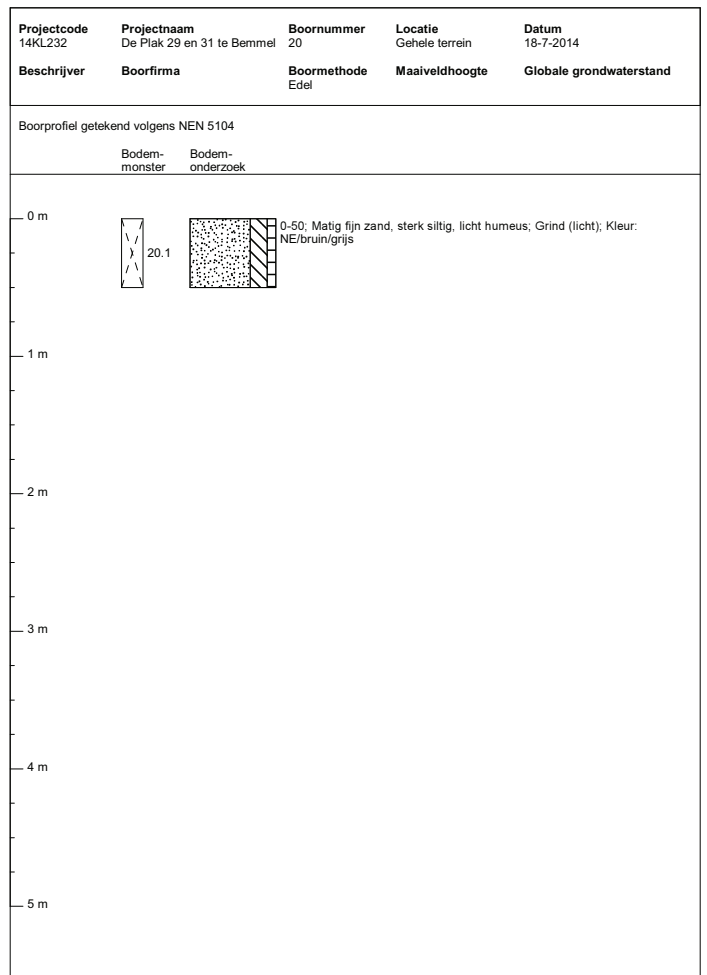 Projectcode Projectnaam Boornummer Locatie Datum
14KL232 De Plak 29 en 31 te Bemmel 20 Gehele terrein 18-7-2014
Beschrijver Boorfirma Boormethode Maaiveldhoogte Globale grondwaterstand
Edel
Boorprofiel getekend volgens NEN 5104
Bodem- Bodem-
monster onderzoek
0 m
0-50; Matig fijn zand, sterk siltig, licht humeus; Grind (licht); Kleur:
NE/bruin/grijs
20.1
1 m
2 m
3 m
4 m
5 m